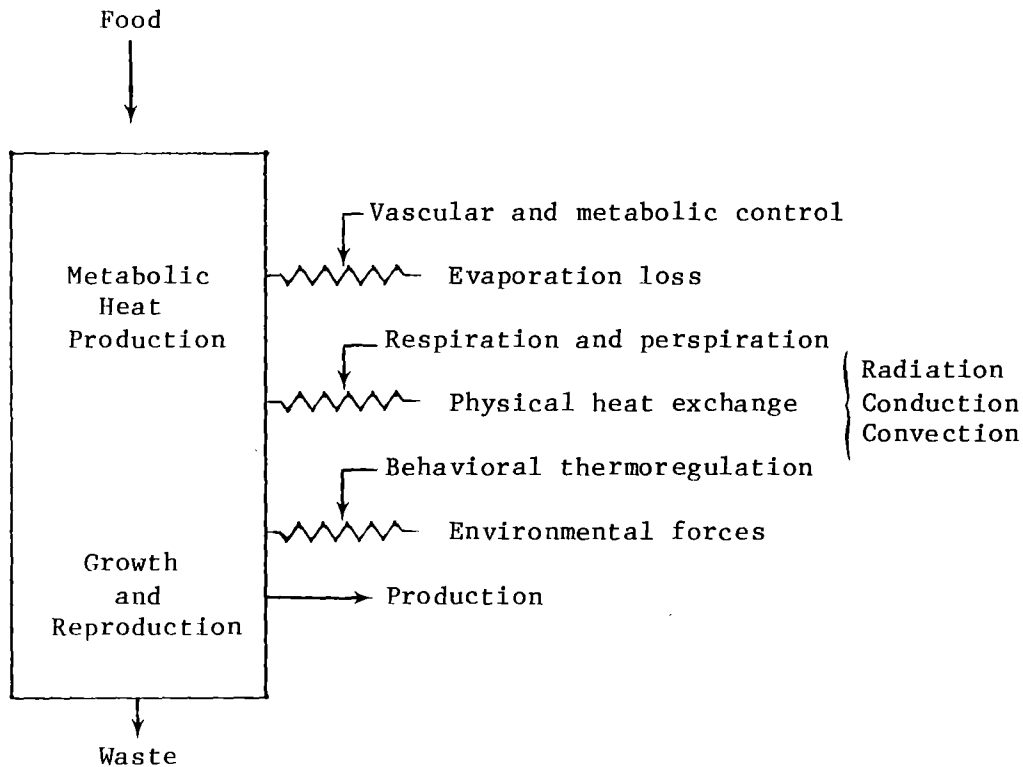 Food
Vascular and metabolic control
Metabolic
Heat
Production
Evaporation loss
Respiration and perspiration
Physical heat exchange
Radiation
Conduction
Convection
Behavioral thermoregulation
Environmental forces
Growth
and
Reproduction
Production
Waste